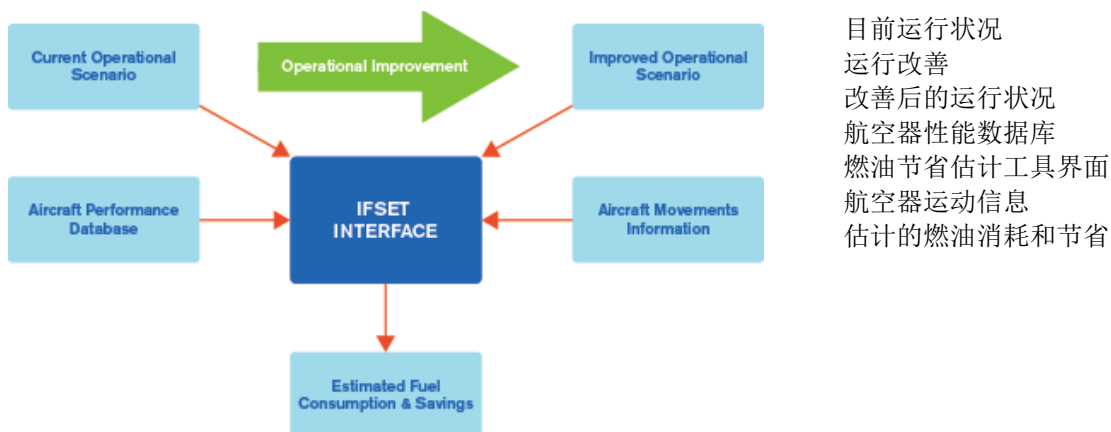 Current Operational
Scenario
Operational Improvement
Improved Operational
Scenario
Aircraft Performance
Database
IFSET
INTERFACE
Aircraft Movements
Information
Estimated Fuel
Consumption & Savings
目前运行状况
运行改善
改善后的运行状况
航空器性能数据库
燃油节省估计工具界面
航空器运动信息
估计的燃油消耗和节省